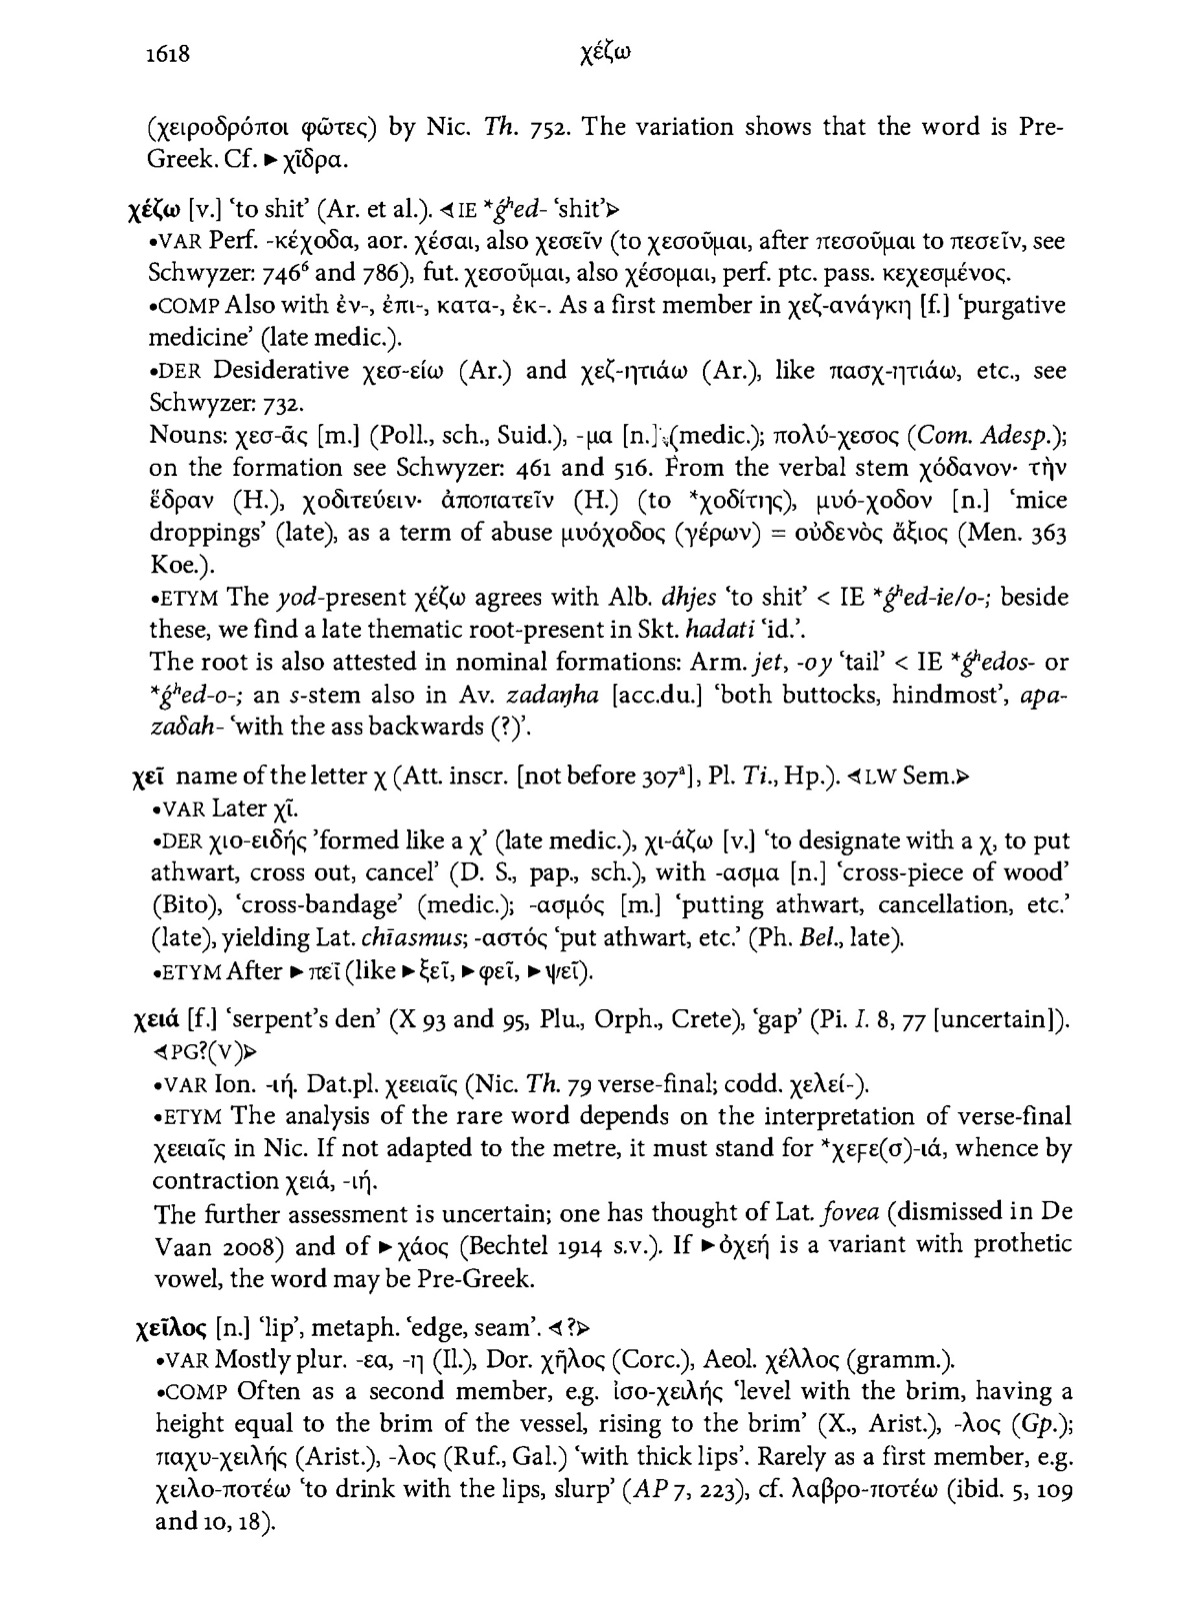 1618
χέζω
(χειροδρόποι φῶτες) by Nic. Th. 752. The variation shows that the word is Pre-
Greek. Cf. ►χῖδρα.
χέζω [v.] ‘to shit’ (Ar. et al.). ⊲IE *ǵʰed- ‘shit’⊳
•VAR Perf. -κέχοδα, aor. χέσαι, also χεσεῖν (to χεσοῦμαι, after πεσοῦμαι to πεσεῖν, see
Schwyzer: 746⁶ and 786), fut. χεσοῦμαι, also χέσομαι, perf. ptc. pass. κεχεσμένος.
•COMP Also with ἐν-, ἐπι-, κατα-, ἐκ-. As a first member in χεζ-ανάγκη [f.] ‘purgative
medicine’ (late medic.).
•DER Desiderative χεσ-είω (Ar.) and χεζ-ητιάω (Ar.), like πασχ-ητιάω, etc., see
Schwyzer: 732.
Nouns: χεσ-ᾶς [m.] (Poll., sch., Suid.), -μα [n.] (medic.); πολύ-χεσος (Com. Adesp.);
on the formation see Schwyzer: 461 and 516. From the verbal stem χόδανον· τὴν
ἕδραν (H.), χοδιτεύειν· ἀποπατεῖν (H.) (to *χοδίτης), μυό-χοδον [n.] ‘mice
droppings’ (late), as a term of abuse μυόχοδος (γέρων) = οὐδενὸς ἄξιος (Men. 363
Koe.).
•ETYM The yod-present χέζω agrees with Alb. dhjes ‘to shit’ < IE *ǵʰed-ie/o-; beside
these, we find a late thematic root-present in Skt. hadati ‘id.’.
The root is also attested in nominal formations: Arm. jet, -oy ‘tail’ < IE *ǵʰedos- or
*ǵʰed-o-; an s-stem also in Av. zadaŋha [acc.du.] ‘both buttocks, hindmost’, apa-
zaδah- ‘with the ass backwards (?)’.
χεῖ name of the letter χ (Att. inscr. [not before 307ᵃ], Pl. Ti., Hp.). ⊲LW Sem.⊳
•VAR Later χῖ.
•DER χιο-ειδής ’formed like a χ’ (late medic.), χι-άζω [v.] ‘to designate with a χ, to put
athwart, cross out, cancel’ (D. S., pap., sch.), with -ασμα [n.] ‘cross-piece of wood’
(Bito), ‘cross-bandage’ (medic.); -ασμός [m.] ‘putting athwart, cancellation, etc.’
(late), yielding Lat. chīasmus; -αστός ‘put athwart, etc.’ (Ph. Bel., late).
•ETYM After ►πεῖ (like ►ξεῖ, ►φεῖ, ►ψεῖ).
χειά [f.] ‘serpent’s den’ (X 93 and 95, Plu., Orph., Crete), ‘gap’ (Pi. I. 8, 77 [uncertain]).
⊲PG?(V)⊳
•VAR Ion. -ιή. Dat.pl. χεειαῖς (Nic. Th. 79 verse-final; codd. χελεί-).
•ETYM The analysis of the rare word depends on the interpretation of verse-final
χεειαῖς in Nic. If not adapted to the metre, it must stand for *χεϝε(σ)-ιά, whence by
contraction χειά, -ιή.
The further assessment is uncertain; one has thought of Lat. fovea (dismissed in De
Vaan 2008) and of ►χάος (Bechtel 1914 s.v.). If ►ὀχεή is a variant with prothetic
vowel, the word may be Pre-Greek.
χεῖλος [n.] ‘lip’, metaph. ‘edge, seam’. ⊲?⊳
•VAR Mostly plur. -εα, -η (Il.), Dor. χῆλος (Corc.), Aeol. χέλλος (gramm.).
•COMP Often as a second member, e.g. ἰσο-χειλής ‘level with the brim, having a
height equal to the brim of the vessel, rising to the brim’ (X., Arist.), -λος (Gp.);
παχυ-χειλής (Arist.), -λος (Ruf., Gal.) ‘with thick lips’. Rarely as a first member, e.g.
χειλο-ποτέω ‘to drink with the lips, slurp’ (AP 7, 223), cf. λαβρο-ποτέω (ibid. 5, 109
and 10, 18).